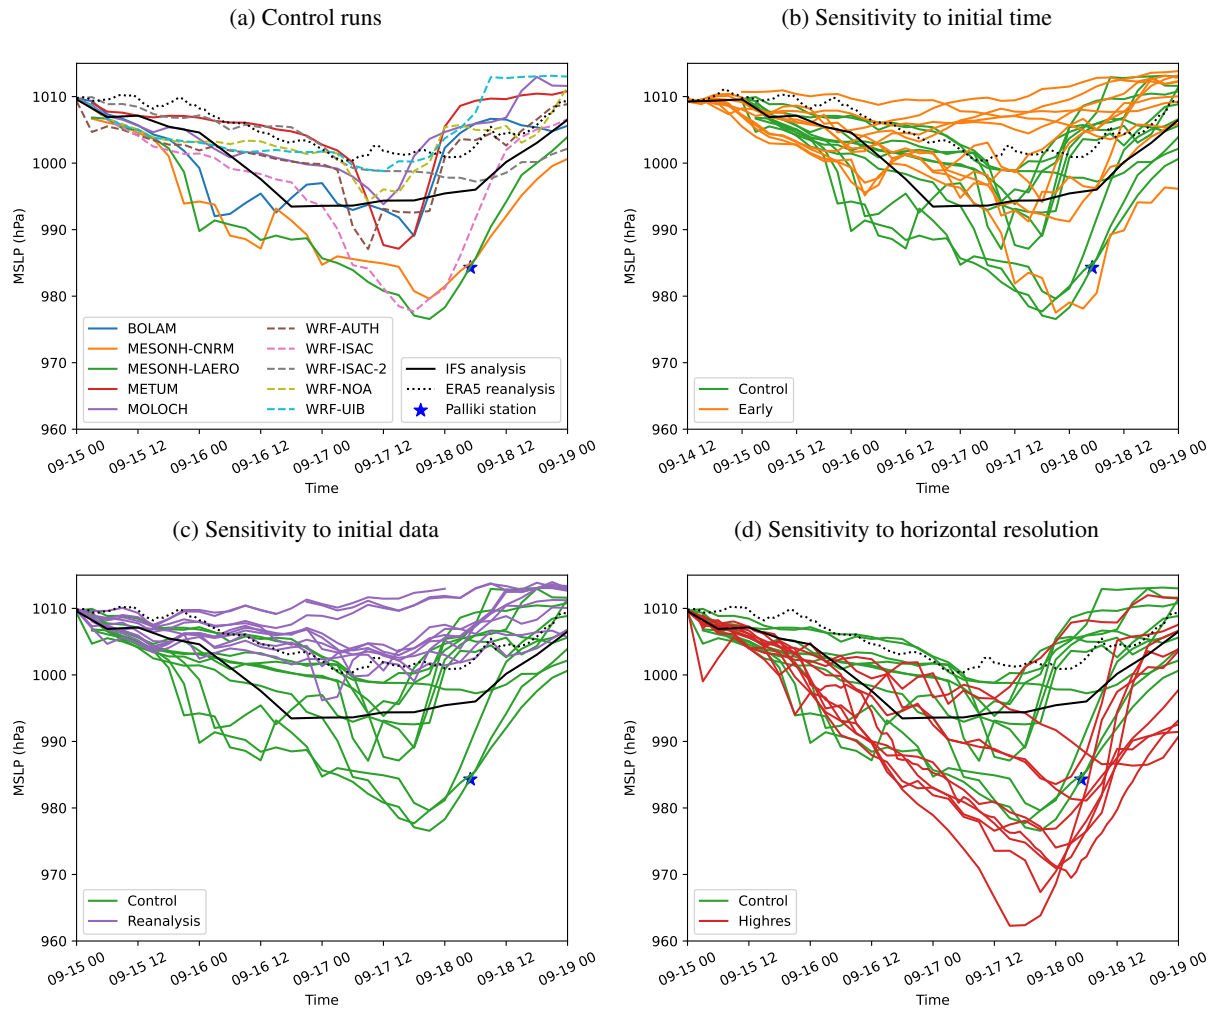 (a) Control runs
1010
1000
990
980
970
960
MSLP (hPa)
BOLAM
MESONH-CNRM
MESONH-LAERO
METUM
MOLOCH
WRF-AUTH
WRF-ISAC
WRF-ISAC-2
WRF-NOA
WRF-UIB
IFS analysis
ERA5 reanalysis
Palliki station
09-15 00
09-15 12
09-16 00
09-16 12
09-17 00
09-17 12
09-18 00
09-18 12
09-19 00
Time
(b) Sensitivity to initial time
1010
1000
990
980
970
960
MSLP (hPa)
Control
Early
09-14 12
09-15 00
09-15 12
09-16 00
09-16 12
09-17 00
09-17 12
09-18 00
09-18 12
09-19 00
Time
(c) Sensitivity to initial data
1010
1000
990
980
970
960
MSLP (hPa)
Control
Reanalysis
09-15 00
09-15 12
09-16 00
09-16 12
09-17 00
09-17 12
09-18 00
09-18 12
09-19 00
Time
(d) Sensitivity to horizontal resolution
1010
1000
990
980
970
960
MSLP (hPa)
Control
Highres
09-15 00
09-15 12
09-16 00
09-16 12
09-17 00
09-17 12
09-18 00
09-18 12
09-19 00
Time